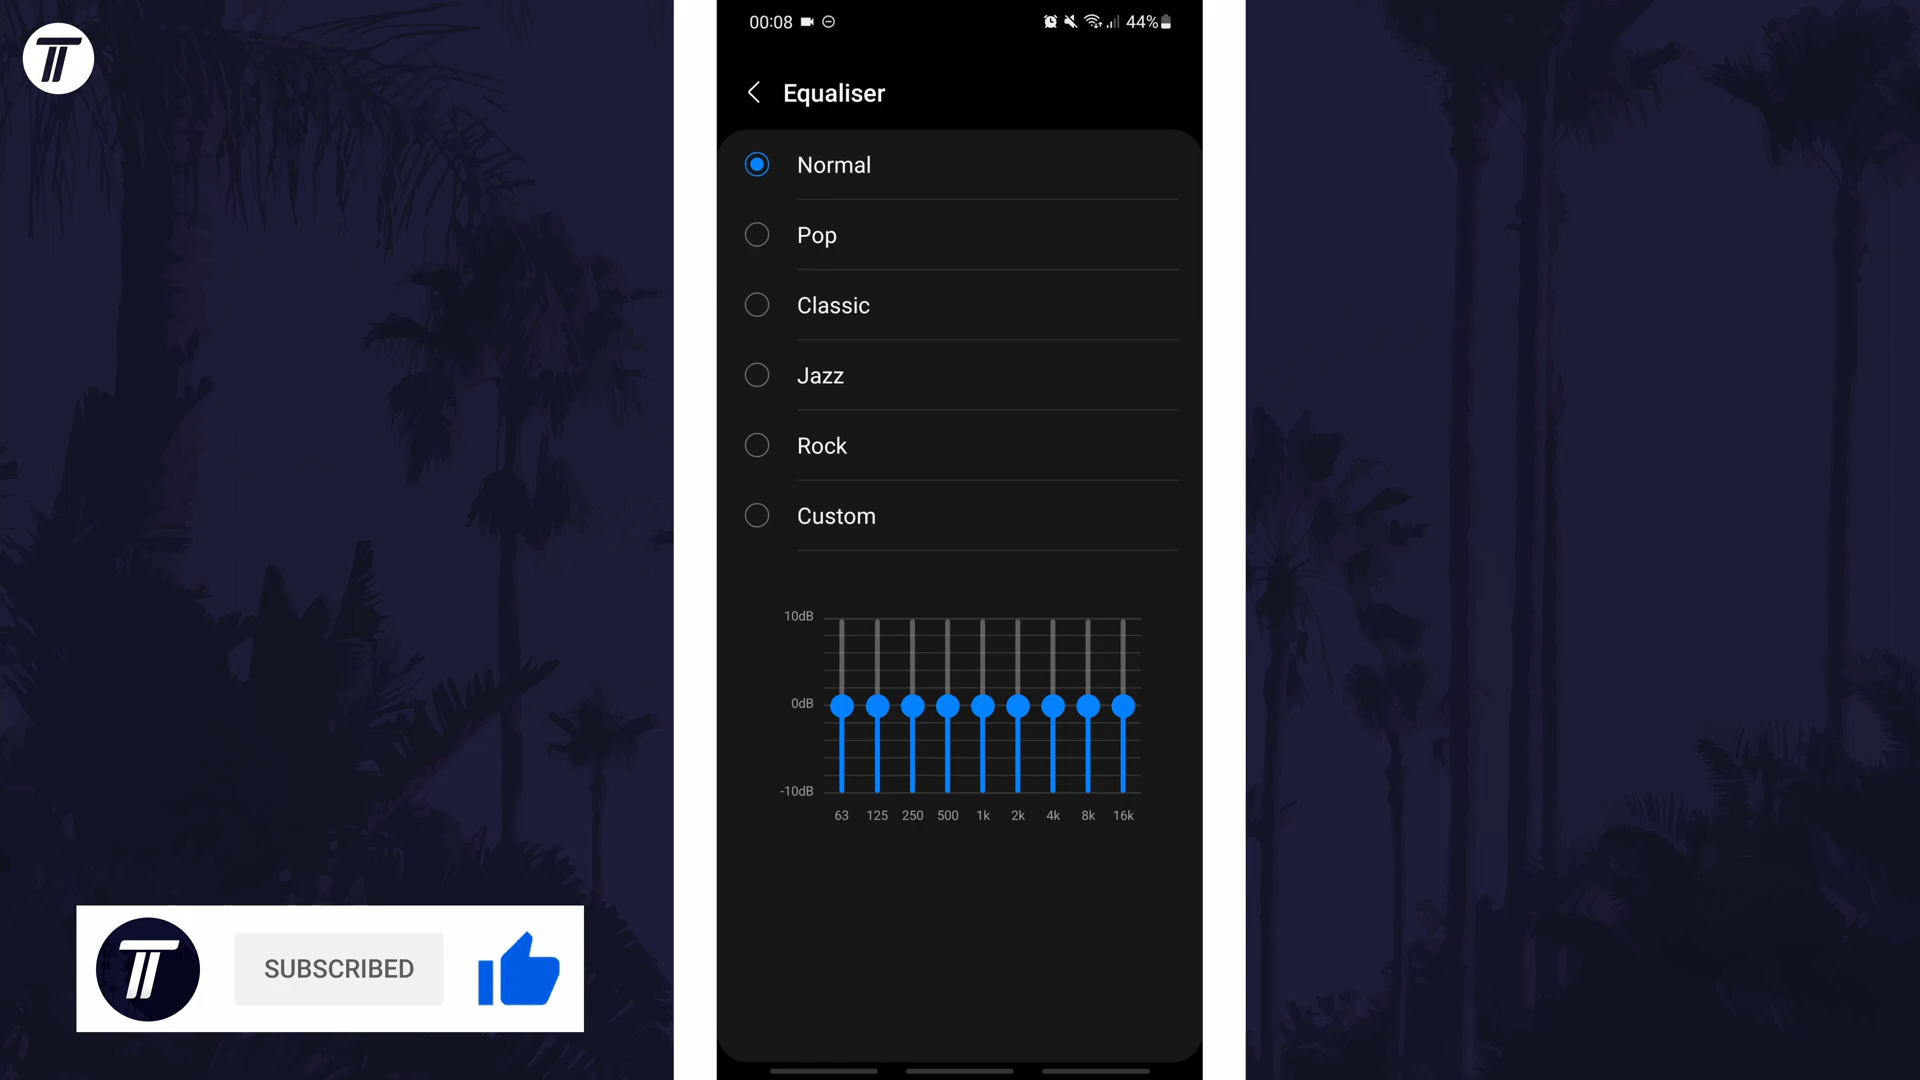 00:08
44%
Equaliser
Normal
Pop
Classic
Jazz
Rock
Custom
10dB
0dB
-10dB
63 125 250 500 1k 2k 4k 8k 16k
SUBSCRIBED